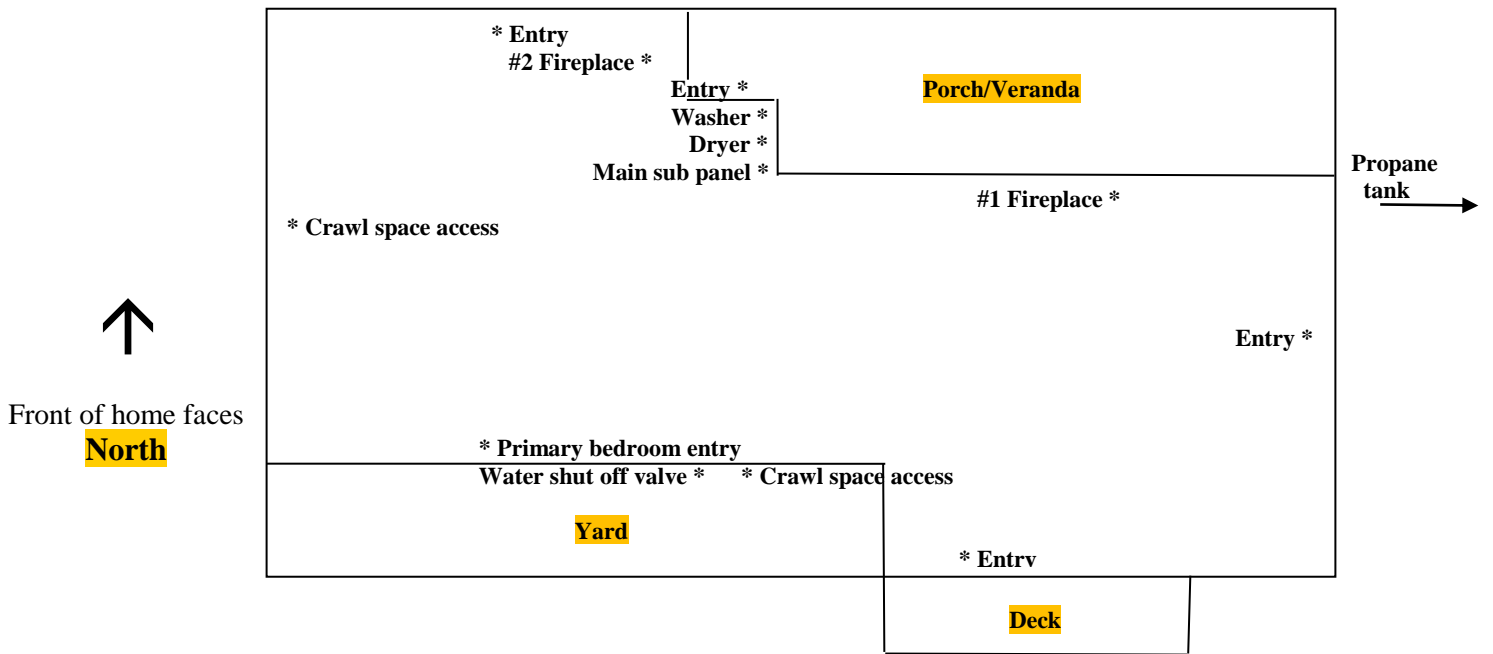 * Entry
#2 Fireplace *
Entry *
Porch/Veranda
Washer *
Dryer *
Main sub panel *
Propane
tank
#1 Fireplace *
* Crawl space access
Entry *
Front of home faces
North
* Primary bedroom entry
Water shut off valve *
* Crawl space access
Yard
* Entry
Deck